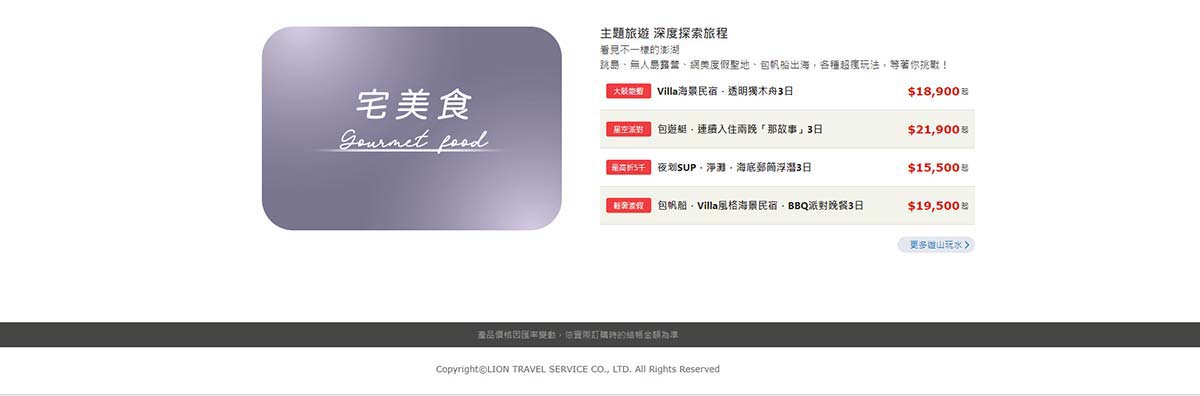 宅美食
Gourmet food
主題旅遊 深度探索旅程
看見不一樣的澎湖
跳島、無人島露營、網美度假聖地、包帆船出海，各種超瘋玩法，等著你挑戰！
大啖龍蝦 Villa海景民宿．透明獨木舟3日 $18,900起
星空派對 包遊艇．連續入住兩晚「那故事」3日 $21,900起
最高折5千 夜划SUP．淨灘．海底郵筒浮潛3日 $15,500起
輕奢渡假 包帆船．Villa風格海景民宿．BBQ派對晚餐3日 $19,500起
更多遊山玩水
產品價格因匯率變動，依實際訂購時的結帳金額為準
Copyright©LION TRAVEL SERVICE CO., LTD. All Rights Reserved